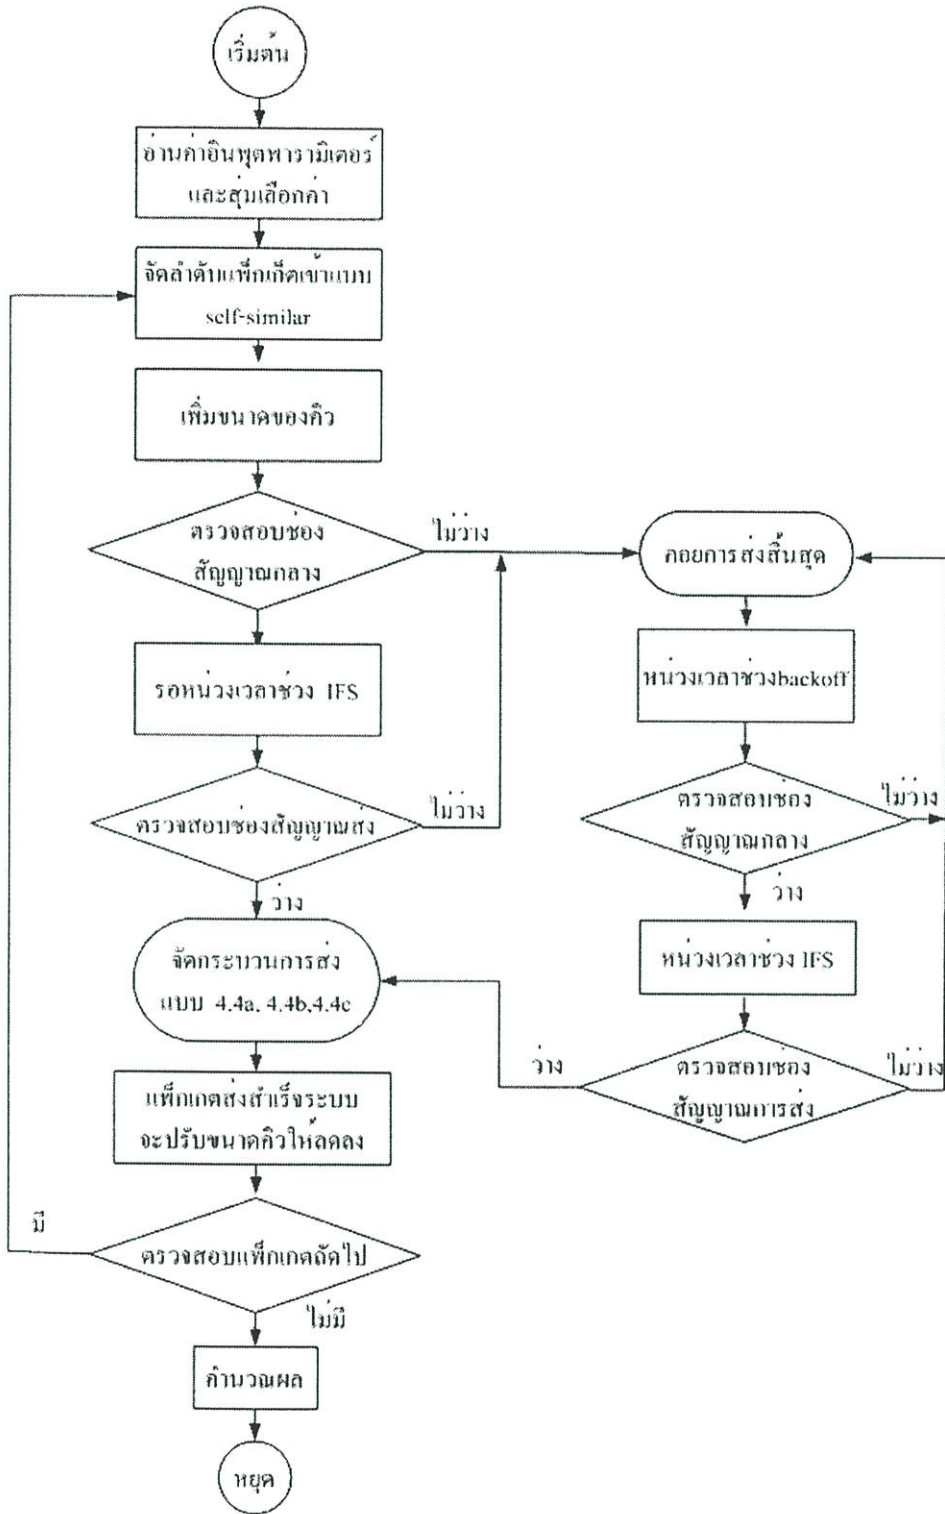 เริ่มต้น
อ่านค่าอินพุตพารามิเตอร์
และสุ่มเลือกค่า
จัดลำดับแพ็กเก็ตเข้าแบบ
self-similar
เพิ่มขนาดของคิว
ตรวจสอบช่อง
สัญญาณกลาง
ไม่ว่าง
รอหน่วงเวลาช่วง IFS
ตรวจสอบช่องสัญญาณส่ง
ไม่ว่าง
ว่าง
จัดกระบวนการส่ง
แบบ 4.4a, 4.4b,4.4c
แพ็กเกตส่งสำเร็จระบบ
จะปรับขนาดคิวให้ลดลง
มี
ตรวจสอบแพ็กเกตถัดไป
ไม่มี
คำนวณผล
หยุด
คอยการส่งสิ้นสุด
หน่วงเวลาช่วงbackoff
ตรวจสอบช่อง
สัญญาณกลาง
ไม่ว่าง
ว่าง
หน่วงเวลาช่วง IFS
ว่าง
ตรวจสอบช่อง
สัญญาณการส่ง
ไม่ว่าง